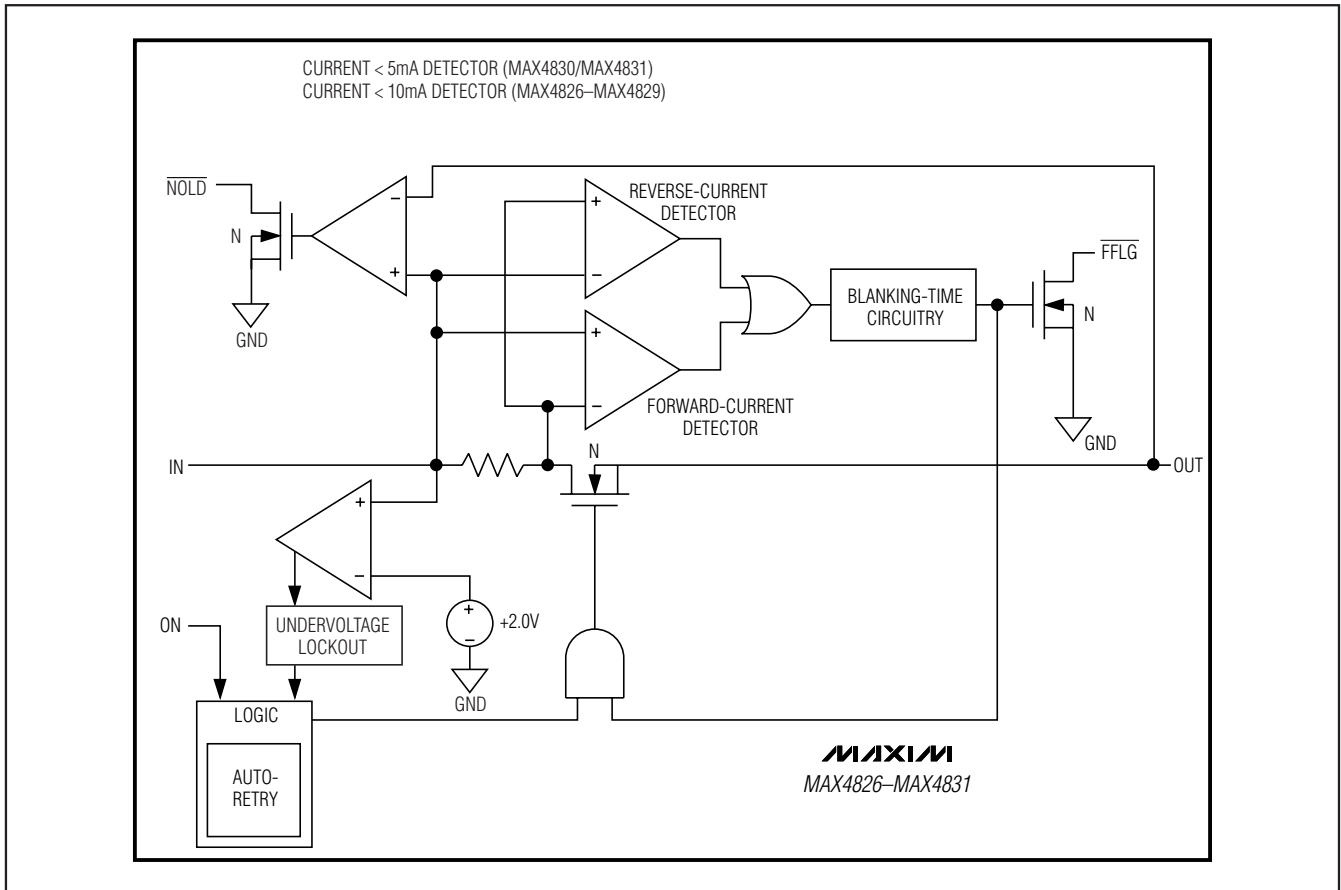 CURRENT < 5mA DETECTOR (MAX4830/MAX4831)
CURRENT < 10mA DETECTOR (MAX4826–MAX4829)
NOLD
N
GND
−
+
REVERSE-CURRENT
DETECTOR
+
−
+
−
FORWARD-CURRENT
DETECTOR
BLANKING-TIME
CIRCUITRY
FFLG
N
GND
IN
N
OUT
+
−
+
−
+2.0V
GND
ON
UNDERVOLTAGE
LOCKOUT
LOGIC
AUTO-
RETRY
MAXIM
MAX4826–MAX4831